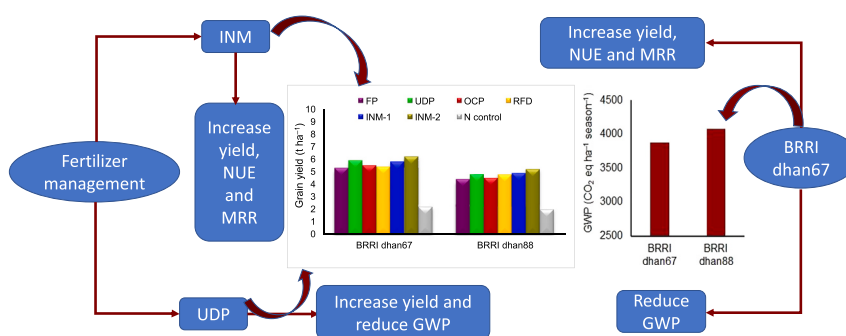 INM
Increase
yield,
NUE
and
MRR
Fertilizer
management
UDP
Increase yield and
reduce GWP
FP
UDP
OCP
RFD
INM-1
INM-2
N control
Grain yield (t ha⁻¹)
10
9
8
7
6
5
4
3
2
1
0
BRRI dhan67
BRRI dhan88
Increase yield,
NUE and MRR
GWP (CO₂ eq ha⁻¹ season⁻¹)
4500
4000
3500
3000
2500
BRRI
dhan67
BRRI
dhan88
BRRI
dhan67
Reduce
GWP